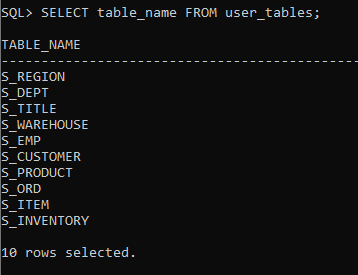 SQL> SELECT table_name FROM user_tables;
TABLE_NAME
--------------------------------------------
S_REGION
S_DEPT
S_TITLE
S_WAREHOUSE
S_EMP
S_CUSTOMER
S_PRODUCT
S_ORD
S_ITEM
S_INVENTORY
10 rows selected.